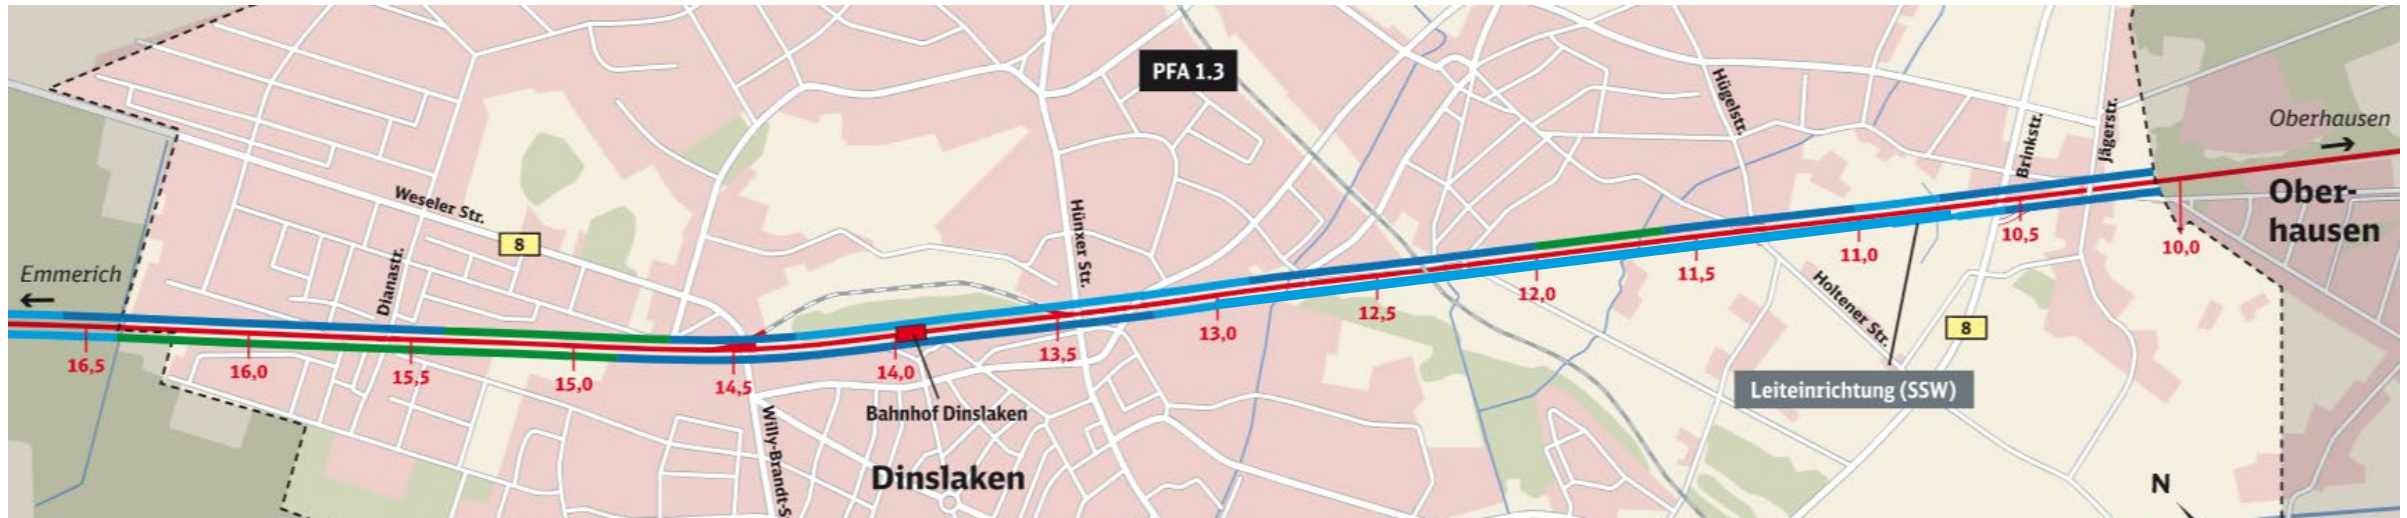 PFA 1.3
Hügelstr.
Jägerstr.
Brinkstr.
Oberhausen
Ober-
hausen
Weseler Str.
8
Dianastr.
Hünxer Str.
Emmerich
Holtener Str.
8
16,5
16,0
15,5
15,0
14,5
14,0
13,5
13,0
12,5
12,0
11,5
11,0
10,5
10,0
Leiteinrichtung (SSW)
Bahnhof Dinslaken
Willy-Brandt-S
Dinslaken
N